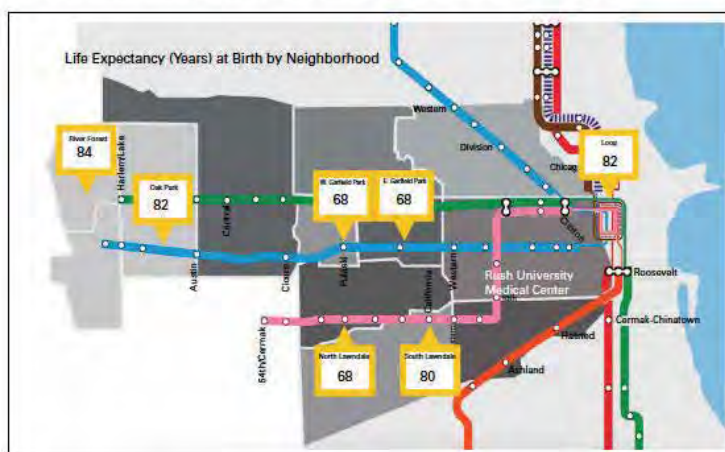 Life Expectancy (Years) at Birth by Neighborhood
Western
Division
Chicag
River Forest
84
Harlem/Lake
Oak Park
82
Central
W. Garfield Park
68
E. Garfield Park
68
Loop
82
Clinton
Austin
Cicero
Pulaski
Western
California
Rush University
Medical Center
Roosevelt
54th/Cermak
North Lawndale
68
South Lawndale
80
Cermak-Chinatown
Halsted
Ashland